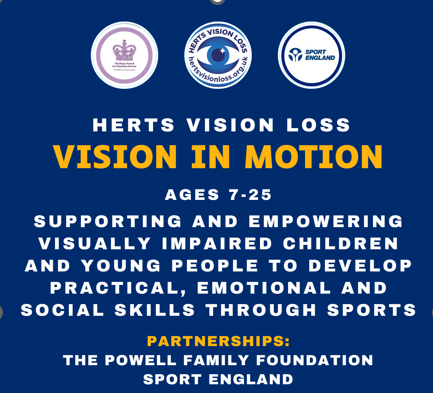 HERTS VISION LOSS
hertsvisionloss.org.uk
SPORT
ENGLAND
HERTS VISION LOSS
VISION IN MOTION
AGES 7-25
SUPPORTING AND EMPOWERING
VISUALLY IMPAIRED CHILDREN
AND YOUNG PEOPLE TO DEVELOP
PRACTICAL, EMOTIONAL AND
SOCIAL SKILLS THROUGH SPORTS
PARTNERSHIPS:
THE POWELL FAMILY FOUNDATION
SPORT ENGLAND